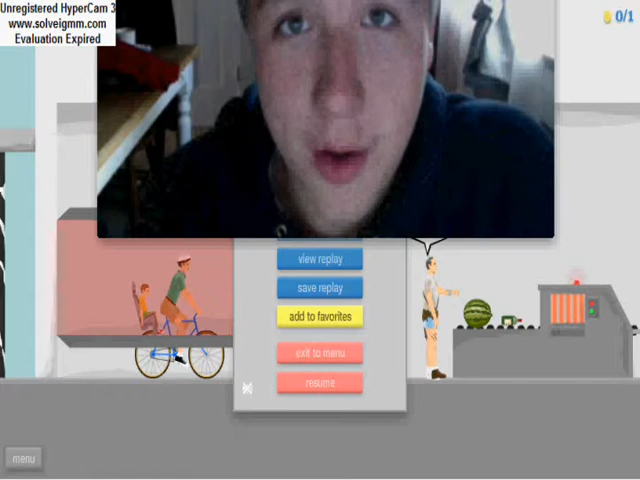 Unregistered HyperCam 3
www.solveigmm.com
Evaluation Expired
0/1
view replay
save replay
add to favorites
exit to menu
resume
menu